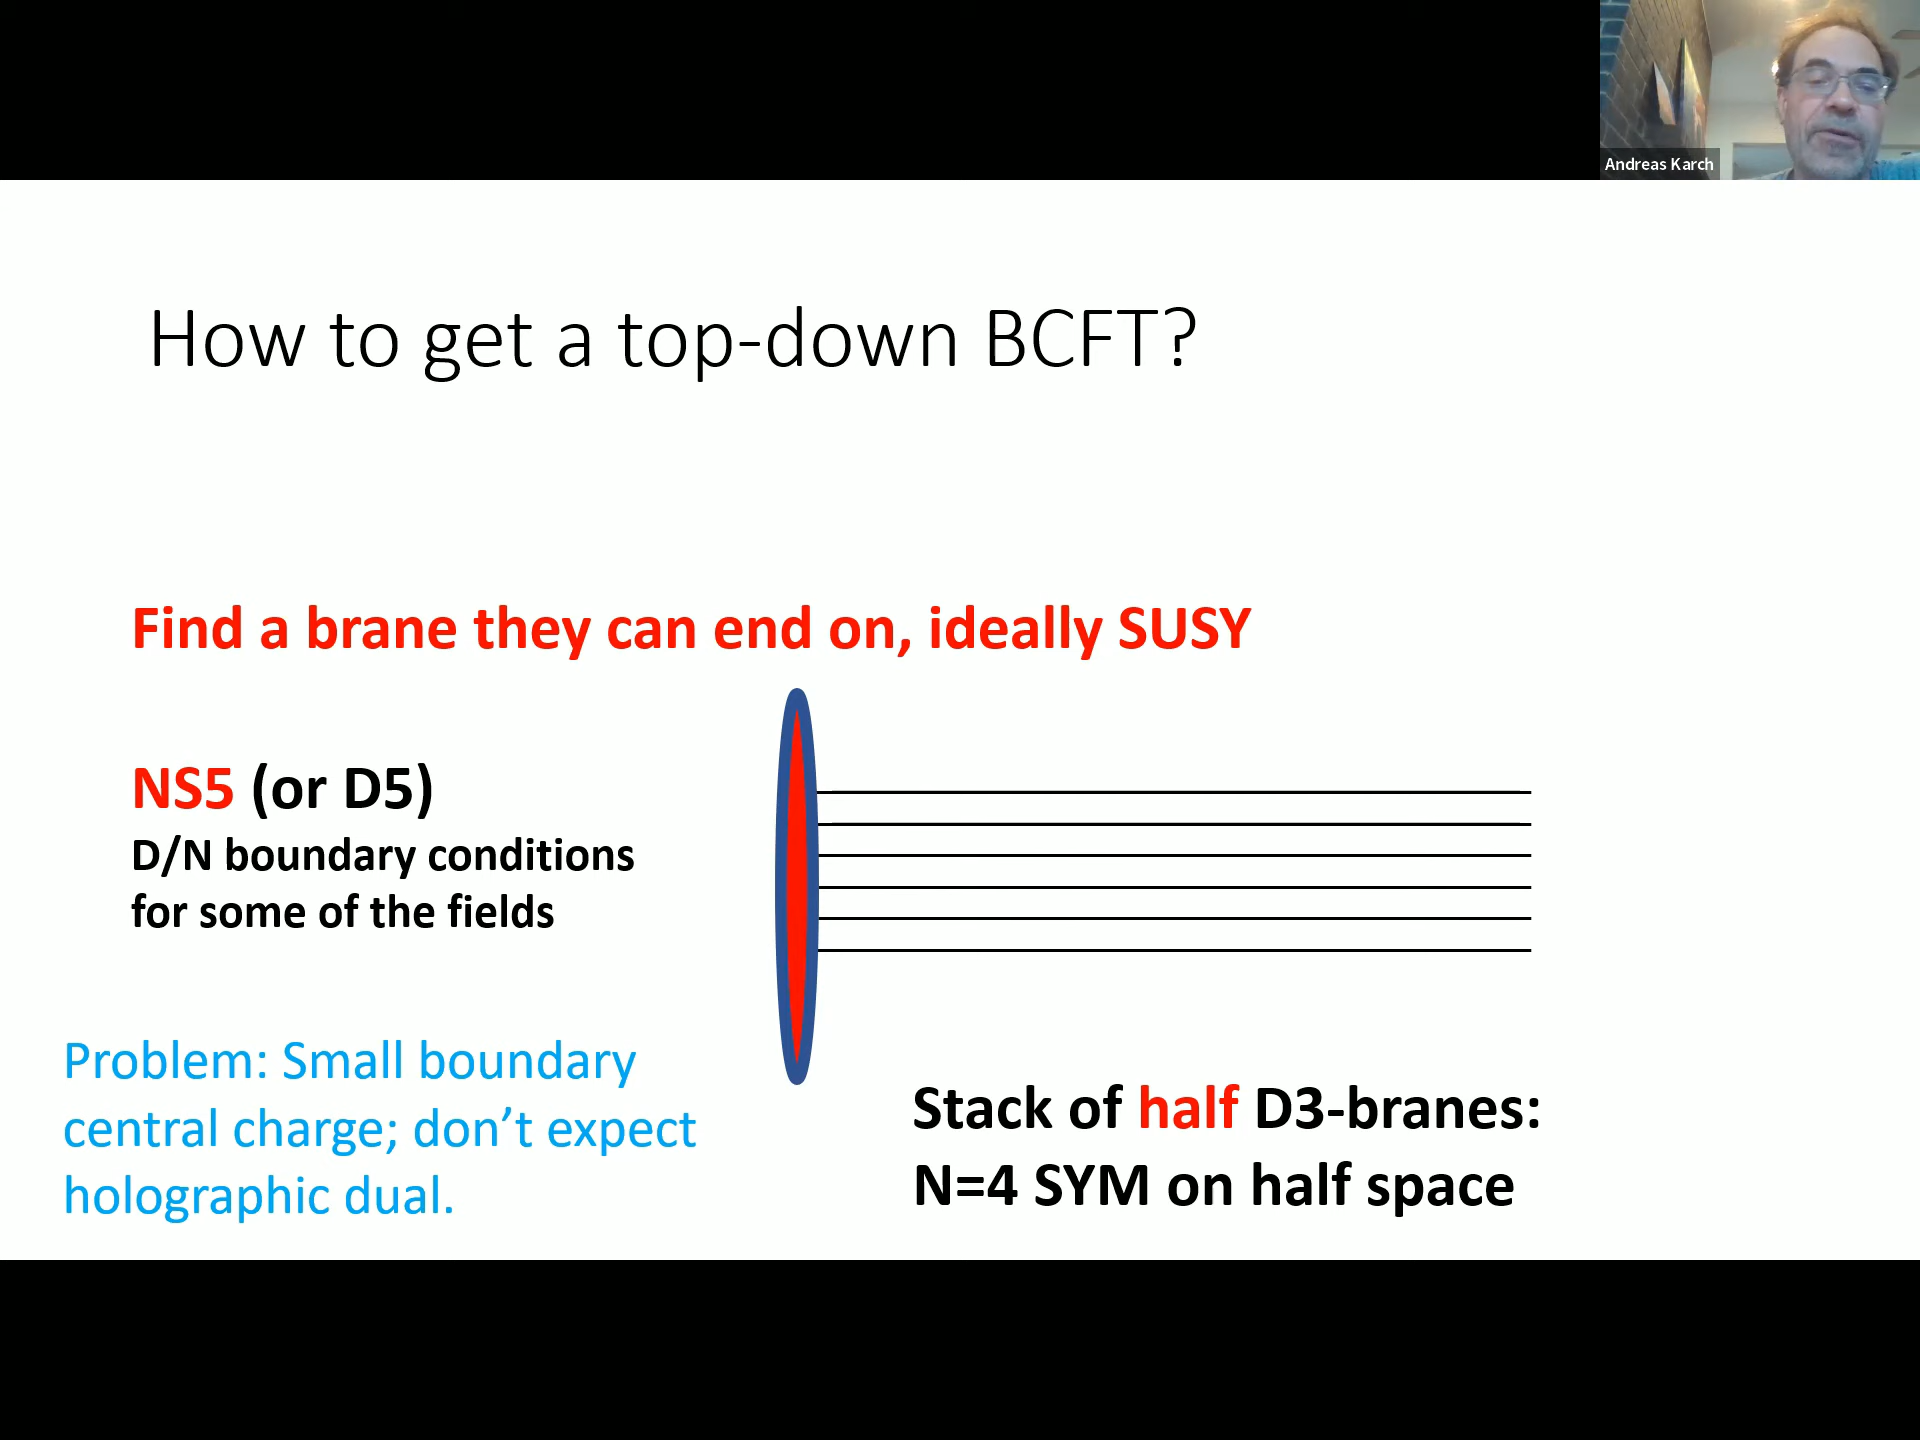 Andreas Karch
How to get a top-down BCFT?
Find a brane they can end on, ideally SUSY
NS5 (or D5)
D/N boundary conditions
for some of the fields
Problem: Small boundary
central charge; don’t expect
holographic dual.
Stack of half D3-branes:
N=4 SYM on half space